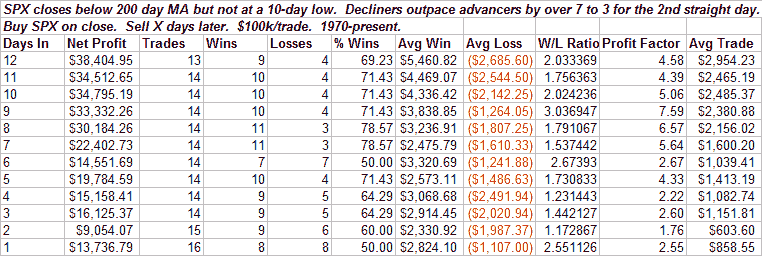 SPX closes below 200 day MA but not at a 10-day low. Decliners outpace advancers by over 7 to 3 for the 2nd straight day.
Buy SPX on close. Sell X days later. $100k/trade. 1970-present.
Days In Net Profit Trades Wins Losses % Wins Avg Win Avg Loss W/L Ratio Profit Factor Avg Trade
12 $38,404.95 13 9 4 69.23 $5,460.82 ($2,685.60) 2.033369 4.58 $2,954.23
11 $34,512.65 14 10 4 71.43 $4,469.07 ($2,544.50) 1.756363 4.39 $2,465.19
10 $34,795.19 14 10 4 71.43 $4,336.42 ($2,142.25) 2.024236 5.06 $2,485.37
9 $33,332.26 14 10 4 71.43 $3,838.85 ($1,264.05) 3.036947 7.59 $2,380.88
8 $30,184.26 14 11 3 78.57 $3,236.91 ($1,807.25) 1.791067 6.57 $2,156.02
7 $22,402.73 14 11 3 78.57 $2,475.79 ($1,610.33) 1.537442 5.64 $1,600.20
6 $14,551.69 14 7 7 50.00 $3,320.69 ($1,241.88) 2.67393 2.67 $1,039.41
5 $19,784.59 14 10 4 71.43 $2,573.11 ($1,486.63) 1.730833 4.33 $1,413.19
4 $15,158.41 14 9 5 64.29 $3,068.68 ($2,491.94) 1.231443 2.22 $1,082.74
3 $16,125.37 14 9 5 64.29 $2,914.45 ($2,020.94) 1.442127 2.60 $1,151.81
2 $9,054.07 15 9 6 60.00 $2,330.92 ($1,987.37) 1.172867 1.76 $603.60
1 $13,736.79 16 8 8 50.00 $2,824.10 ($1,107.00) 2.551126 2.55 $858.55